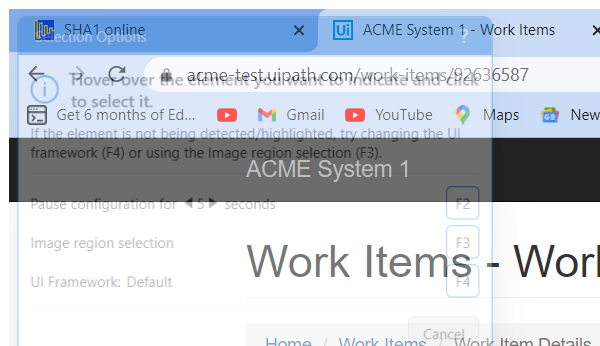 SHA1 online
ACME System 1 - Work Items
Selection Options
?
acme-test.uipath.com/work-items/92636587
Hover over the element you want to indicate and click
to select it.
Get 6 months of Ed...
Gmail
YouTube
Maps
New
If the element is not being detected/highlighted, try changing the UI
framework (F4) or using the Image region selection (F3).
ACME System 1
Pause configuration for 5 seconds
F2
Image region selection
F3
Work Items - Work
UI Framework: Default
F4
Cancel
Home / Work Items / Work Item Details